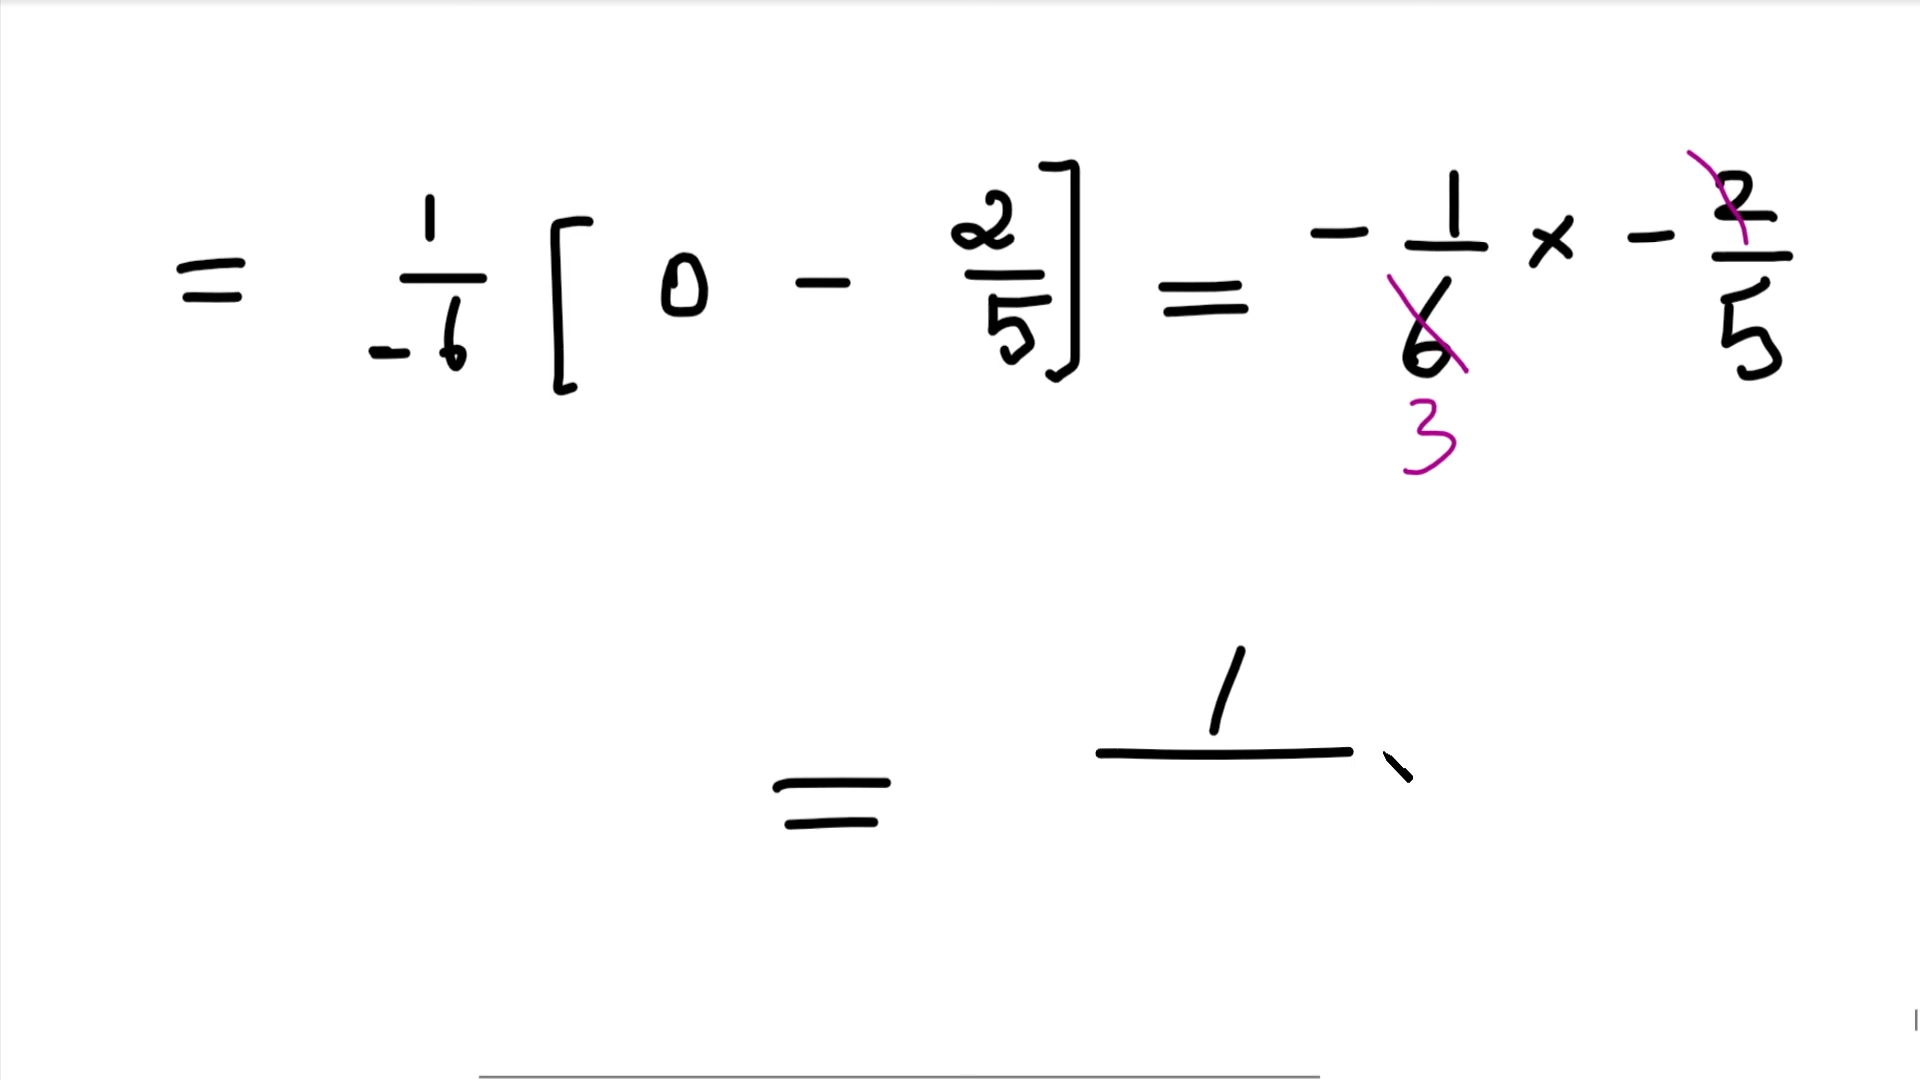 = 1/-6 [ 0 - 2/5 ] = - 1/6 × - 2/5
3
= 1/